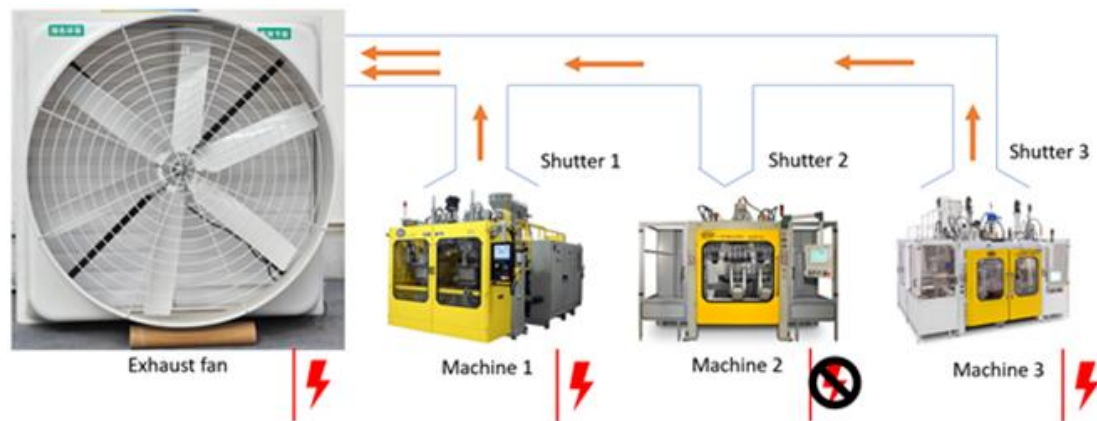 Shutter 1
Shutter 2
Shutter 3
Exhaust fan
Machine 1
Machine 2
Machine 3